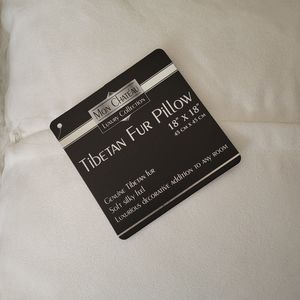 Mon Chateau
Luxury Collection
Tibetan Fur Pillow
18" x 18"
45 cm x 45 cm
Genuine Tibetan fur
Soft silky feel
Luxurious decorative addition to any room